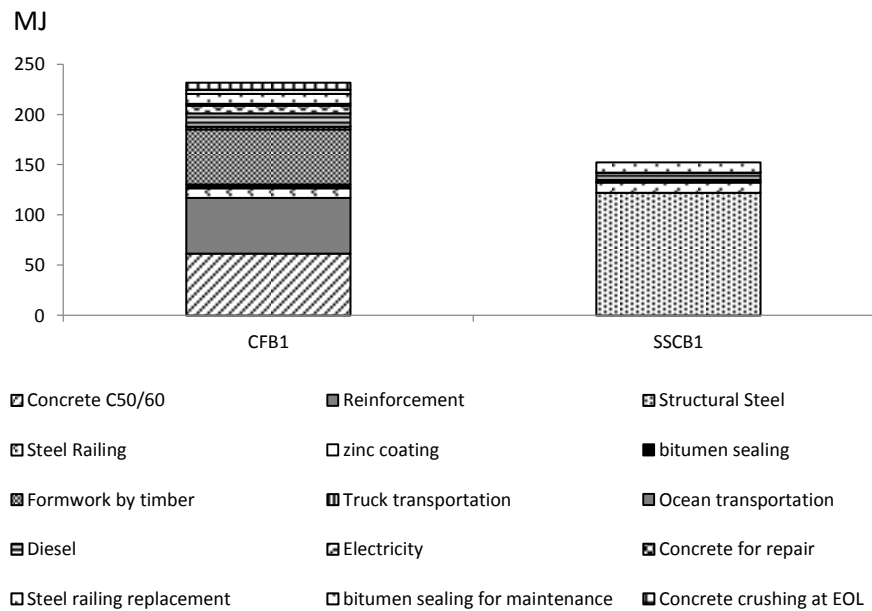 MJ
250
200
150
100
50
0
CFB1 SSCB1
Concrete C50/60 Reinforcement Structural Steel
Steel Railing zinc coating bitumen sealing
Formwork by timber Truck transportation Ocean transportation
Diesel Electricity Concrete for repair
Steel railing replacement bitumen sealing for maintenance Concrete crushing at EOL